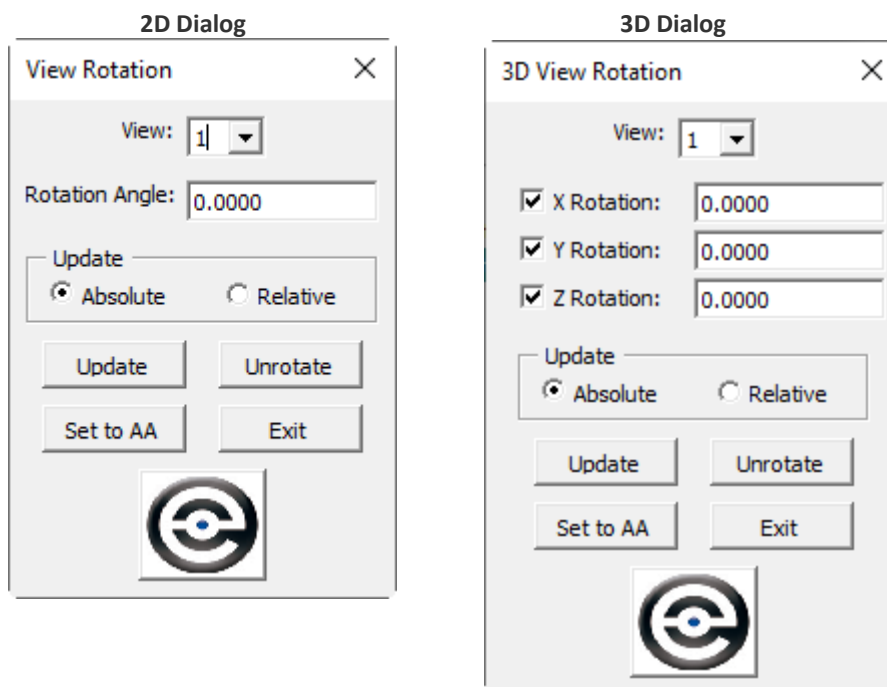 2D Dialog
View Rotation
View: 1
Rotation Angle: 0.0000
Update
Absolute Relative
Update Unrotate
Set to AA Exit
3D Dialog
3D View Rotation
View: 1
X Rotation: 0.0000
Y Rotation: 0.0000
Z Rotation: 0.0000
Update
Absolute Relative
Update Unrotate
Set to AA Exit